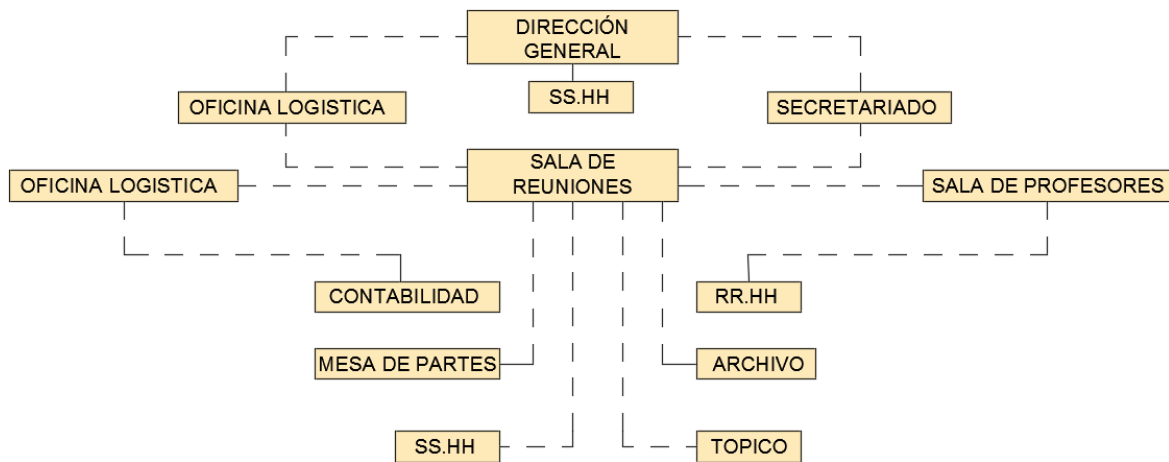 DIRECCIÓN
GENERAL
SS.HH
OFICINA LOGISTICA
SECRETARIADO
SALA DE
REUNIONES
OFICINA LOGISTICA
SALA DE PROFESORES
CONTABILIDAD
RR.HH
MESA DE PARTES
ARCHIVO
SS.HH
TOPICO